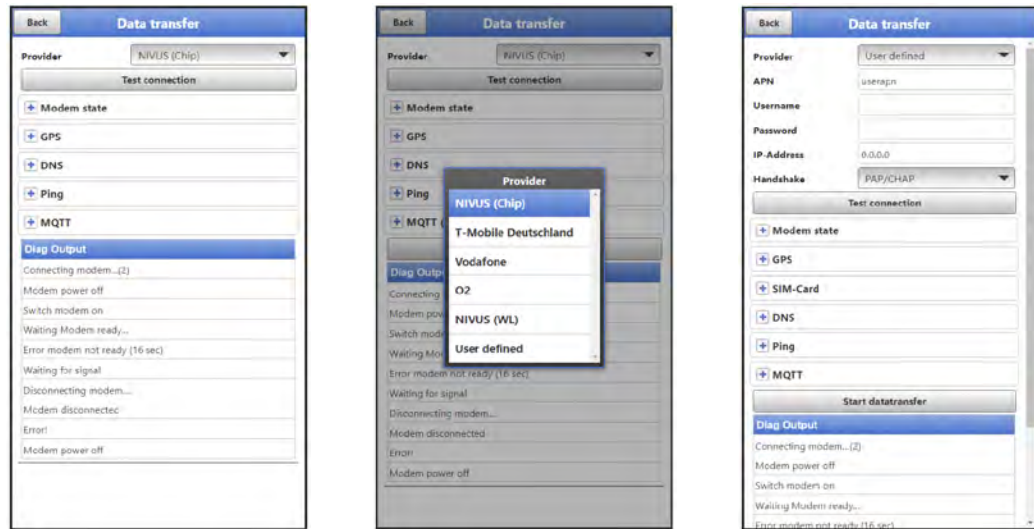 Back Data transfer
Provider NIVUS (Chip)
Test connection
Modem state
GPS
DNS
Ping
MQTT
Diag Output
Connecting modem...(2)
Modem power off
Switch modem on
Waiting Modem ready...
Error modem not ready (16 sec)
Waiting for signal
Disconnecting modem....
Modem disconnected
Error!
Modem power off
Back Data transfer
Provider NIVUS (Chip)
Test connection
Modem state
GPS
DNS
Ping
MQTT (
Provider
NIVUS (Chip)
T-Mobile Deutschland
Vodafone
O2
NIVUS (WL)
User defined
Diag Outp
Connecting
Modem pow
Switch mode
Waiting Mo
Error modem not ready (16 sec)
Waiting for signal
Disconnecting modem....
Modem disconnected
Error!
Modem power off
Back Data transfer
Provider User defined
APN userapn
Username
Password
IP-Address 0.0.0.0
Handshake PAP/CHAP
Test connection
Modem state
GPS
SIM-Card
DNS
Ping
MQTT
Start datatransfer
Diag Output
Connecting modem...(2)
Modem power off
Switch modem on
Waiting Modem ready...
Error modem not ready (16 sec)